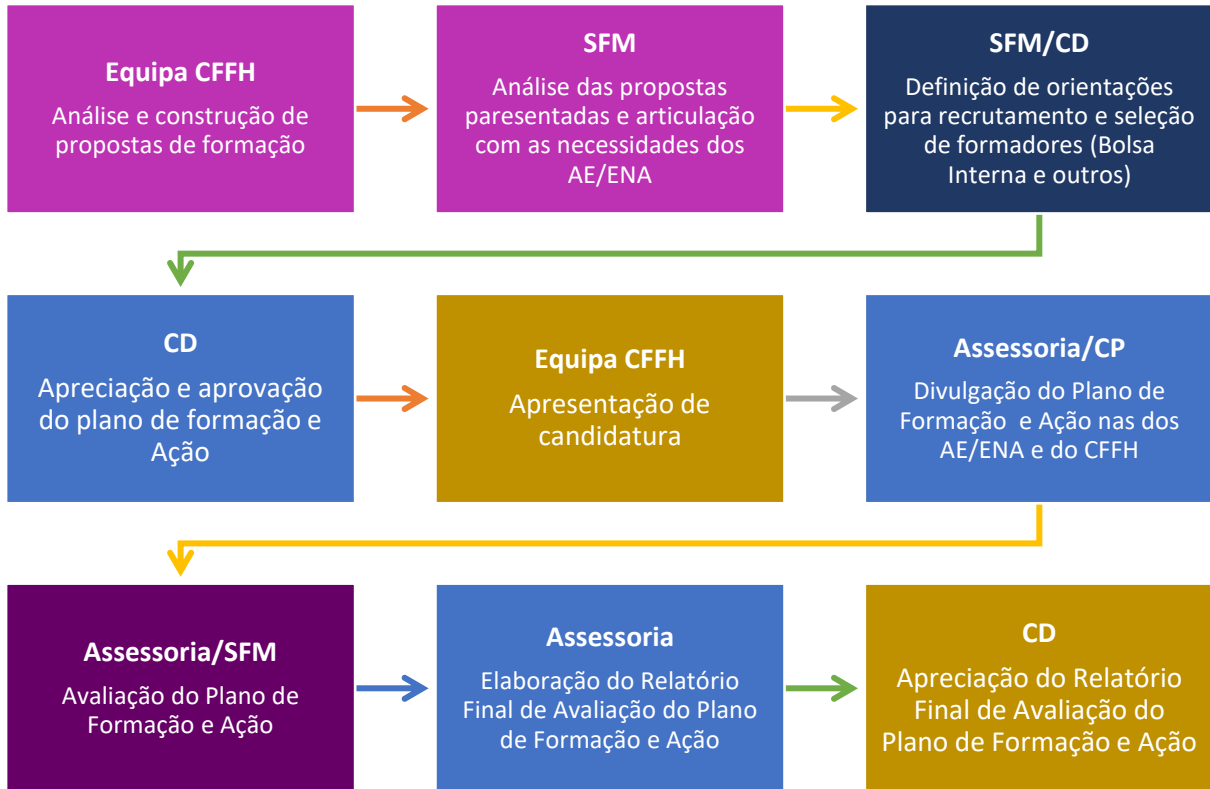 Equipa CFFH
Análise e construção de
propostas de formação
SFM
Análise das propostas
paresentadas e articulação
com as necessidades dos
AE/ENA
SFM/CD
Definição de orientações
para recrutamento e seleção
de formadores (Bolsa
Interna e outros)
CD
Apreciação e aprovação
do plano de formação e
Ação
Equipa CFFH
Apresentação de
candidatura
Assessoria/CP
Divulgação do Plano de
Formação e Ação nas dos
AE/ENA e do CFFH
Assessoria/SFM
Avaliação do Plano de
Formação e Ação
Assessoria
Elaboração do Relatório
Final de Avaliação do Plano
de Formação e Ação
CD
Apreciação do Relatório
Final de Avaliação do
Plano de Formação e Ação